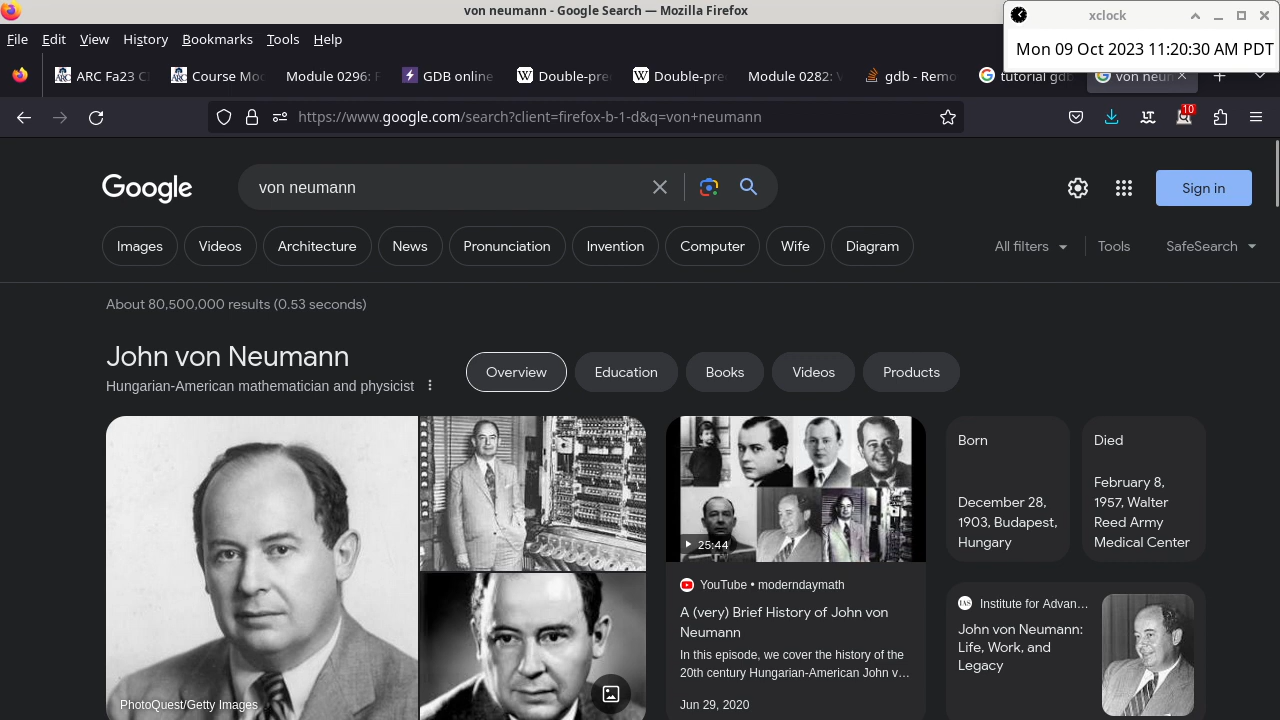 von neumann - Google Search — Mozilla Firefox
xclock
Mon 09 Oct 2023 11:20:30 AM PDT
File Edit View History Bookmarks Tools Help
ARC Fa23 C
Course Mod
Module 0296: F
GDB online
Double-pre
Double-pre
Module 0282: V
gdb - Remo
tutorial gdb
von neum
https://www.google.com/search?client=firefox-b-1-d&q=von+neumann
10
Google
von neumann
Sign in
Images Videos Architecture News Pronunciation Invention Computer Wife Diagram
All filters Tools SafeSearch
About 80,500,000 results (0.53 seconds)
John von Neumann
Hungarian-American mathematician and physicist
Overview Education Books Videos Products
PhotoQuest/Getty Images
25:44
YouTube • moderndaymath
A (very) Brief History of John von
Neumann
In this episode, we cover the history of the
20th century Hungarian-American John v...
Jun 29, 2020
Born
December 28,
1903, Budapest,
Hungary
Died
February 8,
1957, Walter
Reed Army
Medical Center
IAS
Institute for Advan...
John von Neumann:
Life, Work, and
Legacy